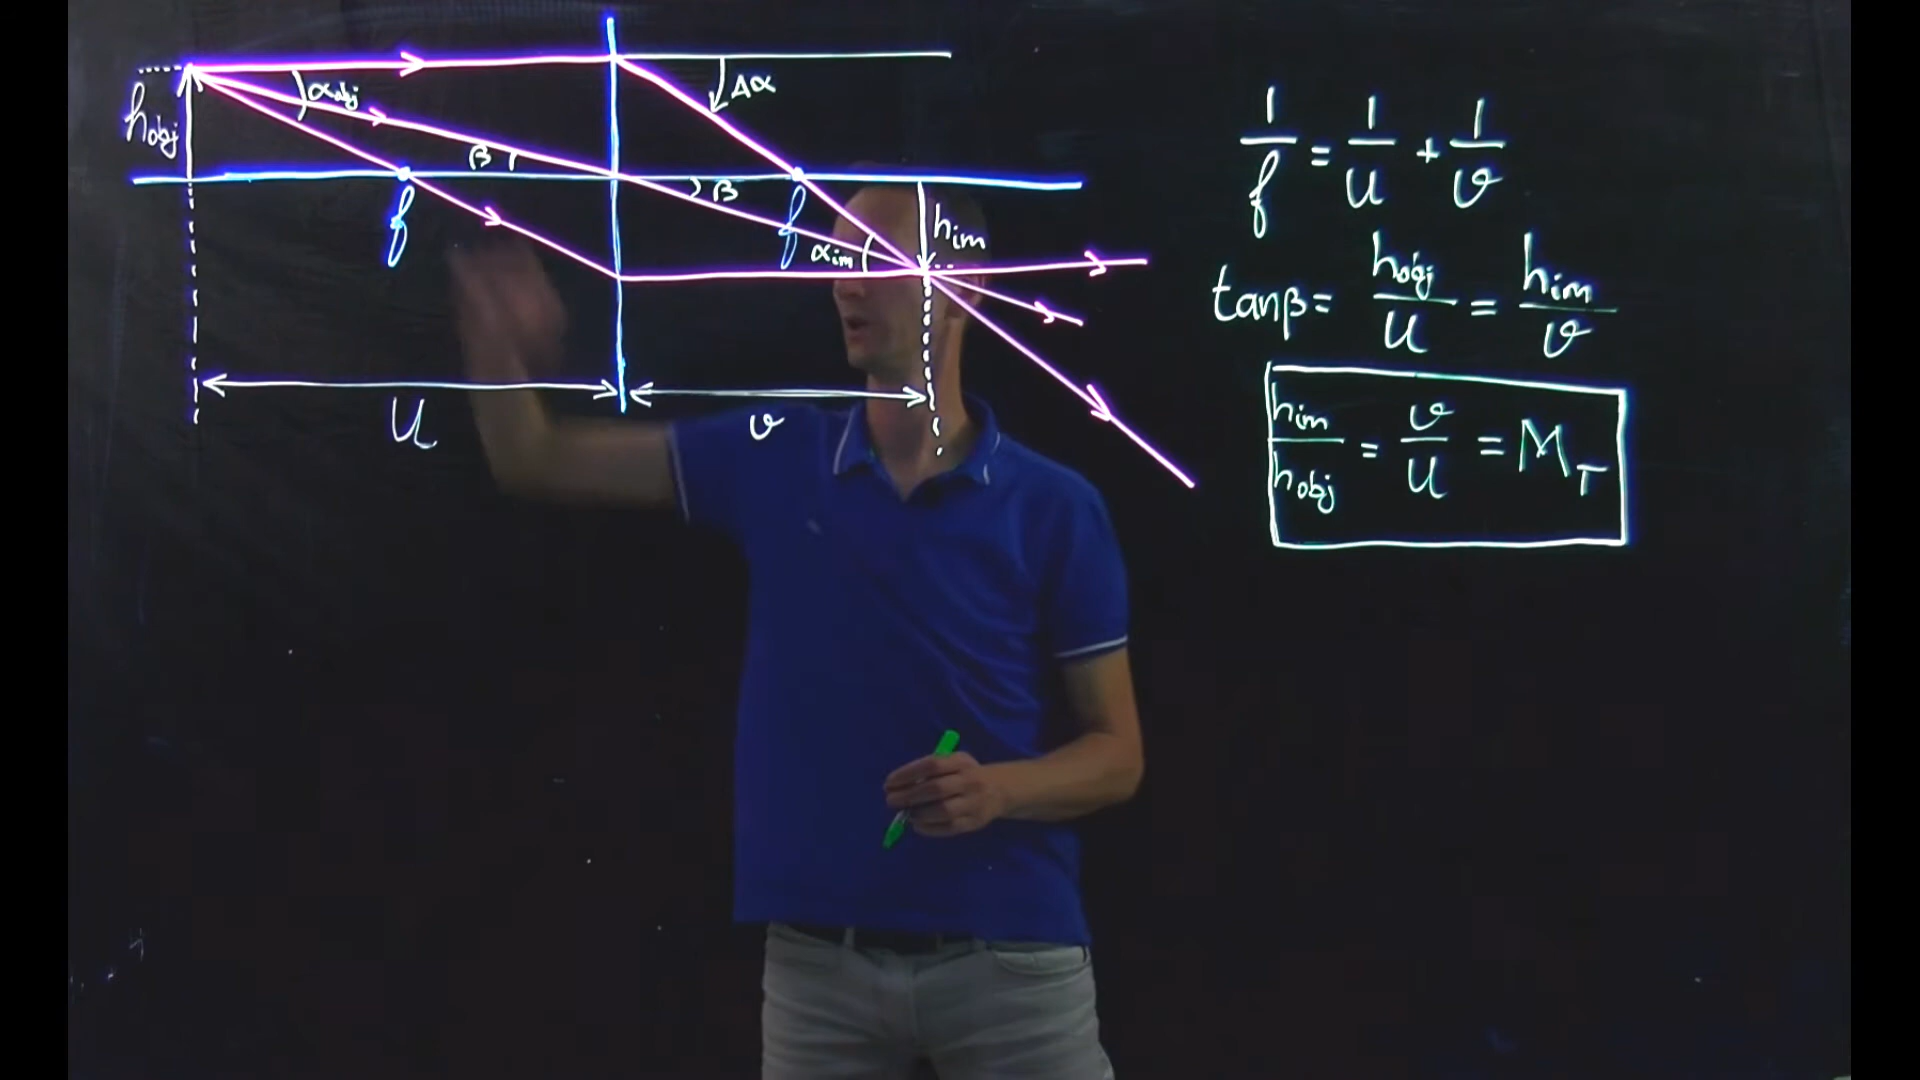 h_obj
α_obj
Δα
β
β
f
f
h_im
α_im
U
v
1/f = 1/U + 1/v
tanβ = h_obj/U = h_im/v
h_im/h_obj = v/U = M_T